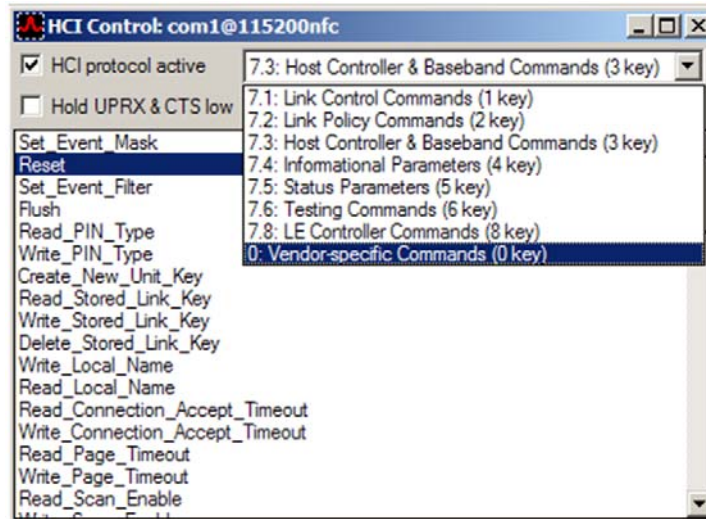 HCI Control: com1@115200nfc
HCI protocol active
7.3: Host Controller & Baseband Commands (3 key)
Hold UPRX & CTS low
7.1: Link Control Commands (1 key)
7.2: Link Policy Commands (2 key)
7.3: Host Controller & Baseband Commands (3 key)
7.4: Informational Parameters (4 key)
7.5: Status Parameters (5 key)
7.6: Testing Commands (6 key)
7.8: LE Controller Commands (8 key)
0: Vendor-specific Commands (0 key)
Set_Event_Mask
Reset
Set_Event_Filter
Flush
Read_PIN_Type
Write_PIN_Type
Create_New_Unit_Key
Read_Stored_Link_Key
Write_Stored_Link_Key
Delete_Stored_Link_Key
Write_Local_Name
Read_Local_Name
Read_Connection_Accept_Timeout
Write_Connection_Accept_Timeout
Read_Page_Timeout
Write_Page_Timeout
Read_Scan_Enable